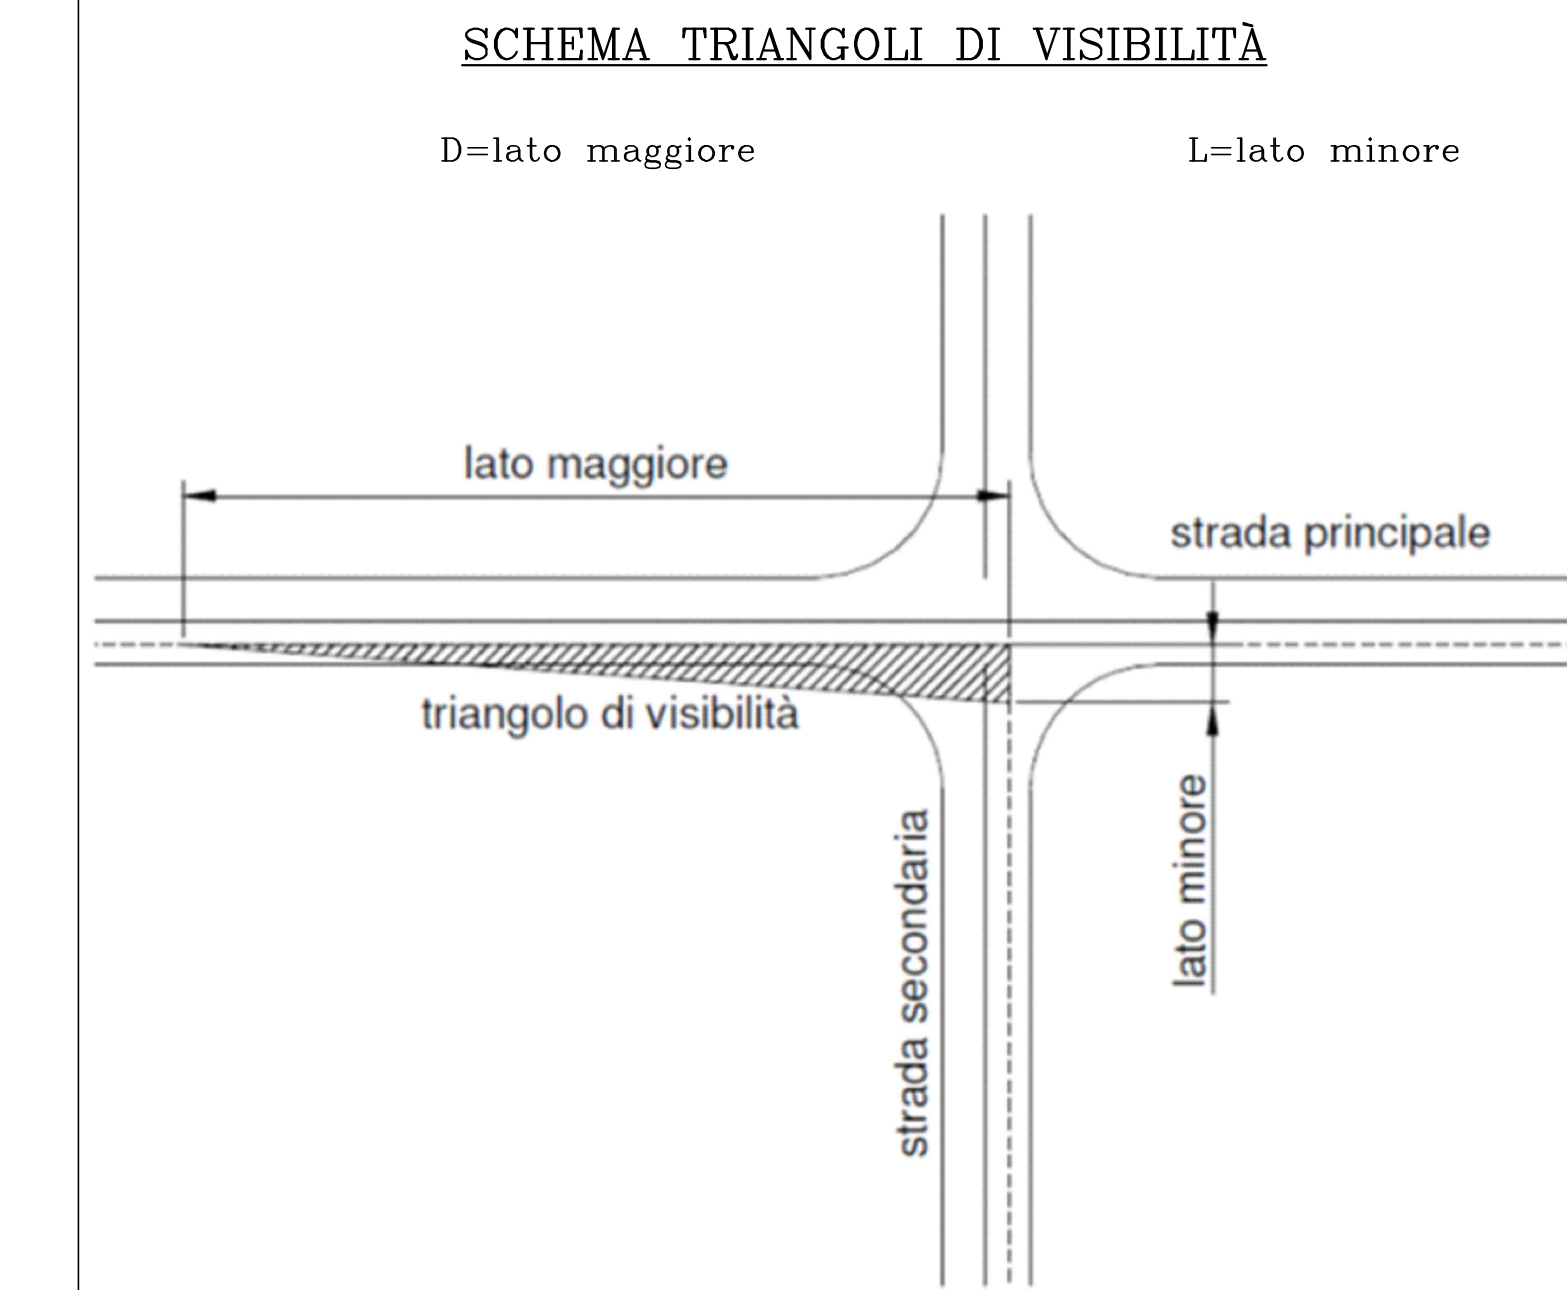 SCHEMA TRIANGOLI DI VISIBILITÀ
D=lato maggiore
L=lato minore
lato maggiore
strada principale
triangolo di visibilità
lato minore
strada secondaria